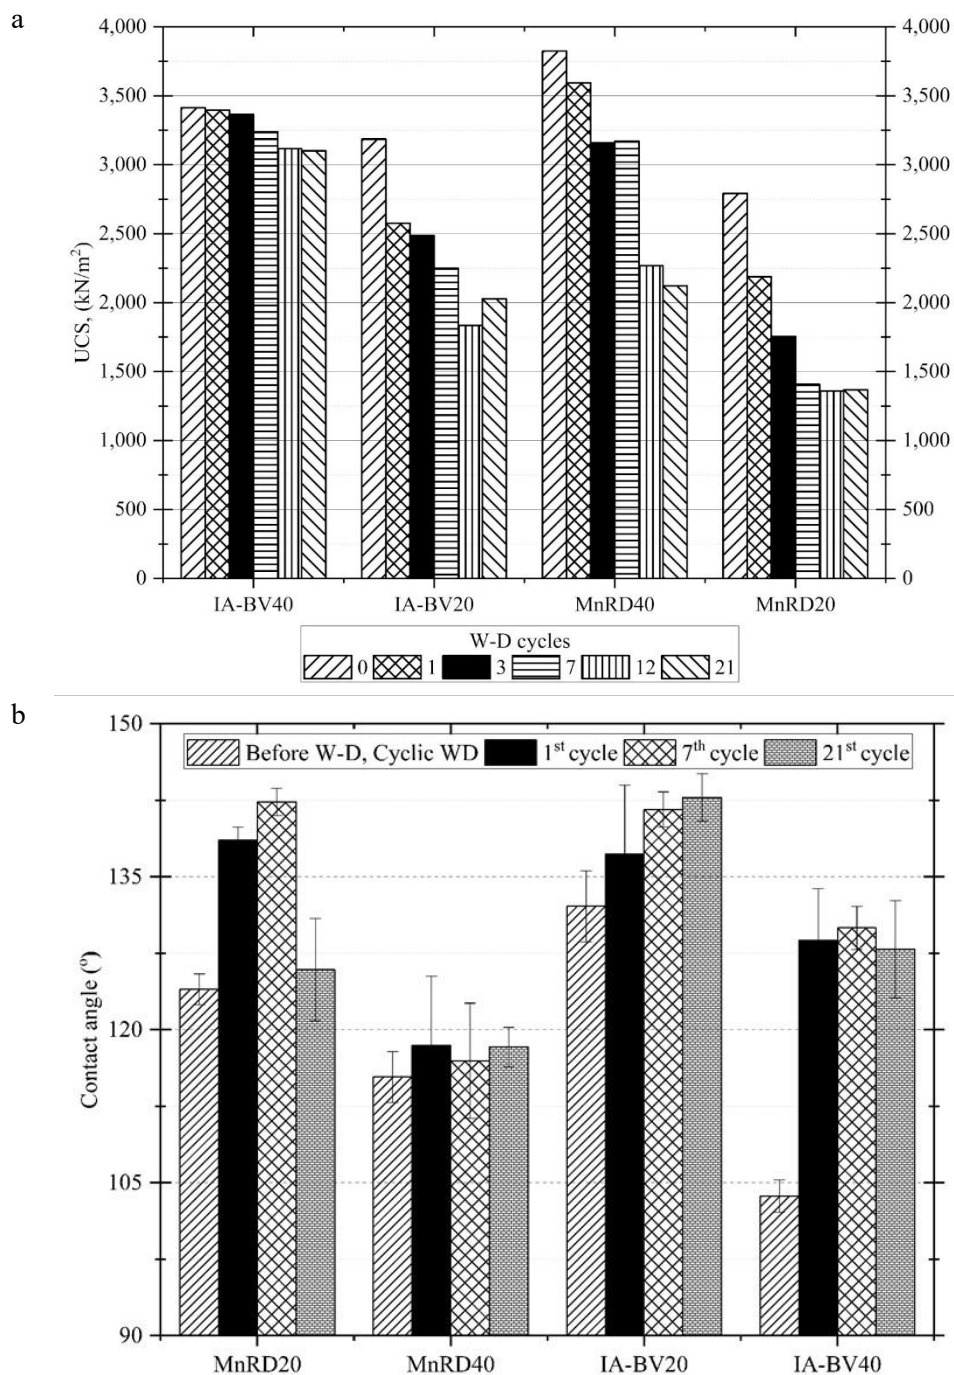 a
4,000 4,000
3,500 3,500
3,000 3,000
2,500 2,500
2,000 2,000
1,500 1,500
1,000 1,000
500 500
0 0
UCS, (kN/m²)
IA-BV40 IA-BV20 MnRD40 MnRD20
W-D cycles
0 1 3 7 12 21
b
150
135
120
105
90
Contact angle (º)
Before W-D, Cyclic WD 1st cycle 7th cycle 21st cycle
MnRD20 MnRD40 IA-BV20 IA-BV40